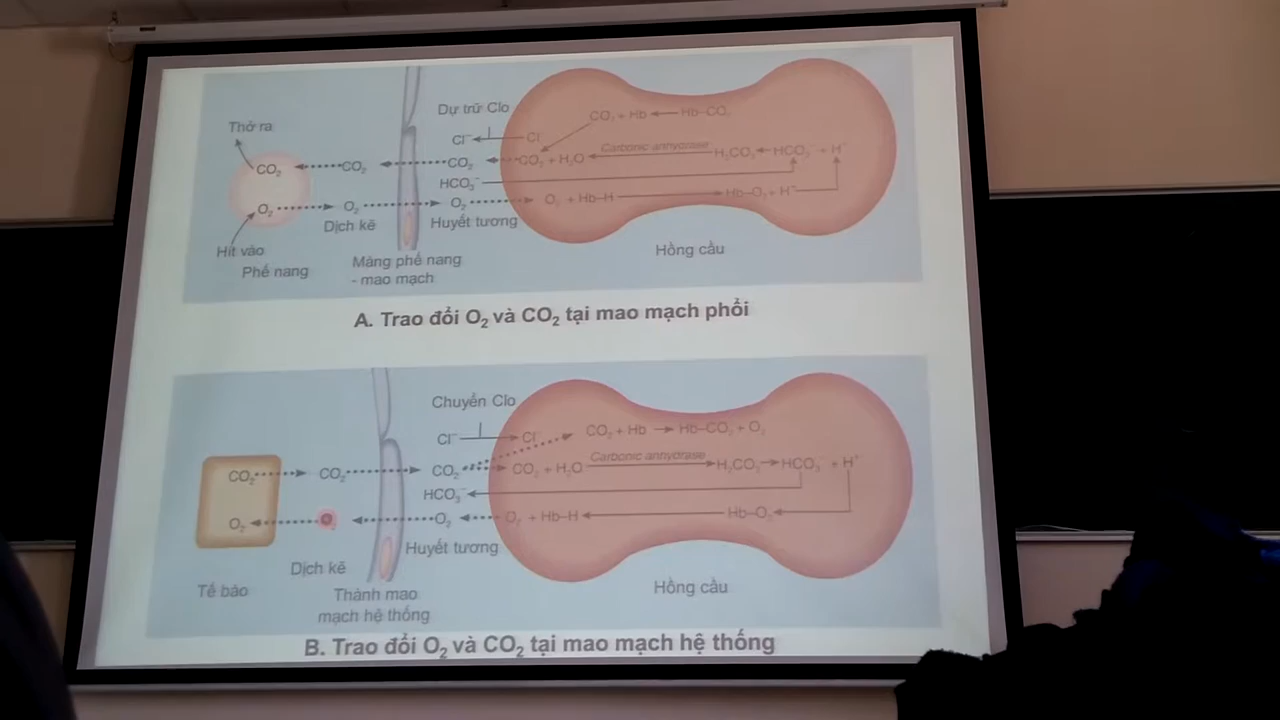 Thở ra
Dự trữ Clo
CO₂ + Hb ← Hb–CO₂
Cl⁻ ← Cl⁻
CO₂ CO₂ CO₂ CO₂ + H₂O Carbonic anhydrase H₂CO₃ ← HCO₃⁻ + H⁺
HCO₃⁻
O₂ O₂ O₂ O₂ + Hb–H → Hb–O₂ + H⁺
Hít vào
Dịch kẽ
Huyết tương
Hồng cầu
Phế nang
Màng phế nang
- mao mạch
A. Trao đổi O₂ và CO₂ tại mao mạch phổi
Chuyển Clo
Cl⁻ → Cl⁻
CO₂ + Hb → Hb–CO₂ + O₂
CO₂ CO₂ CO₂ CO₂ + H₂O Carbonic anhydrase H₂CO₃ → HCO₃⁻ + H⁺
HCO₃⁻
O₂ O₂ O₂ + Hb–H ← Hb–O₂
Huyết tương
Dịch kẽ
Tế bào
Thành mao
mạch hệ thống
Hồng cầu
B. Trao đổi O₂ và CO₂ tại mao mạch hệ thống